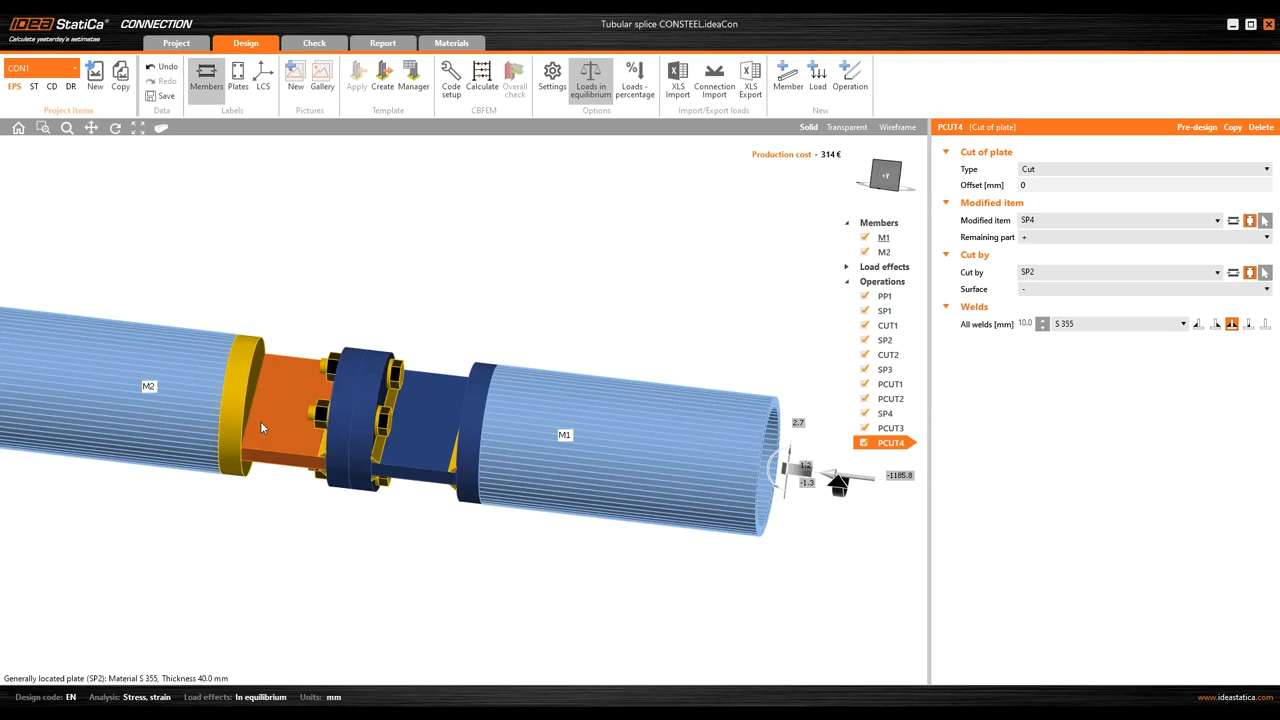 IDEA StatiCa® CONNECTION
Calculate yesterday's estimates
Tubular splice CONSTEEL.ideaCon
Project
Design
Check
Report
Materials
CON1
EPS ST CD DR
New
Copy
Project items
Undo
Redo
Save
Data
Members
Plates
LCS
Labels
New
Gallery
Pictures
Apply
Create
Manager
Template
Code setup
Calculate
Overall check
CBFEM
Settings
Loads in equilibrium
Loads - percentage
Options
XLS Import
Connection Import
XLS Export
Import/Export loads
Member
Load
Operation
New
Solid Transparent Wireframe
PCUT4 [Cut of plate] Pre-design Copy Delete
Production cost - 314 €
+Y
Members
M1
M2
Load effects
Operations
PP1
SP1
CUT1
SP2
CUT2
SP3
PCUT1
PCUT2
SP4
PCUT3
PCUT4
M2
M1
2.7
1.2
-1.3
-1185.8
Cut of plate
Type Cut
Offset [mm] 0
Modified item
Modified item SP4
Remaining part +
Cut by
Cut by SP2
Surface -
Welds
All welds [mm] 10.0 S 355
Generally located plate (SP2): Material S 355, Thickness 40.0 mm
Design code: EN Analysis: Stress, strain Load effects: In equilibrium Units: mm
www.ideastatica.com